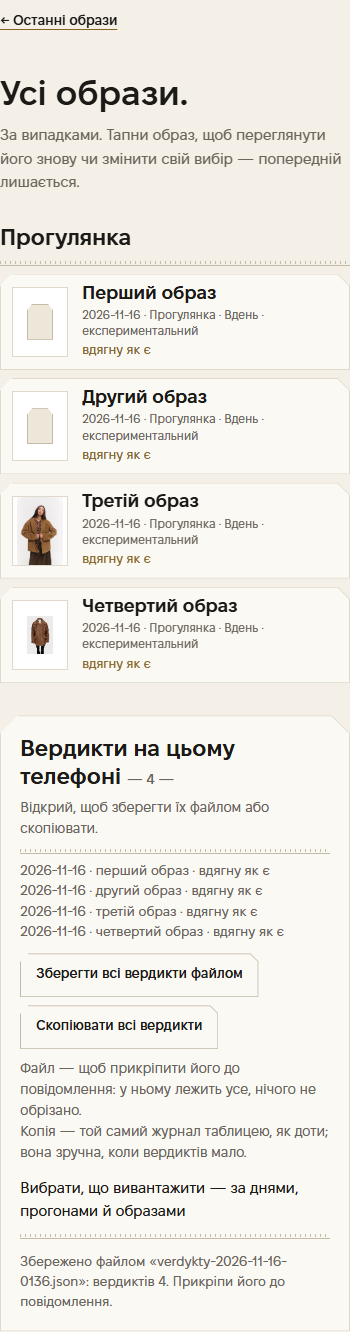 ← Останні образи
Усі образи.
За випадками. Тапни образ, щоб переглянути
його знову чи змінити свій вибір — попередній
лишається.
Прогулянка
Перший образ
2026-11-16 · Прогулянка · Вдень ·
експериментальний
вдягну як є
Другий образ
2026-11-16 · Прогулянка · Вдень ·
експериментальний
вдягну як є
Третій образ
2026-11-16 · Прогулянка · Вдень ·
експериментальний
вдягну як є
Четвертий образ
2026-11-16 · Прогулянка · Вдень ·
експериментальний
вдягну як є
Вердикти на цьому
телефоні — 4 —
Відкрий, щоб зберегти їх файлом або
скопіювати.
2026-11-16 · перший образ · вдягну як є
2026-11-16 · другий образ · вдягну як є
2026-11-16 · третій образ · вдягну як є
2026-11-16 · четвертий образ · вдягну як є
Зберегти всі вердикти файлом
Скопіювати всі вердикти
Файл — щоб прикріпити його до
повідомлення: у ньому лежить усе, нічого не
обрізано.
Копія — той самий журнал таблицею, як доти;
вона зручна, коли вердиктів мало.
Вибрати, що вивантажити — за днями,
прогонами й образами
Збережено файлом «verdykty-2026-11-16-
0136.json»: вердиктів 4. Прикріпи його до
повідомлення.